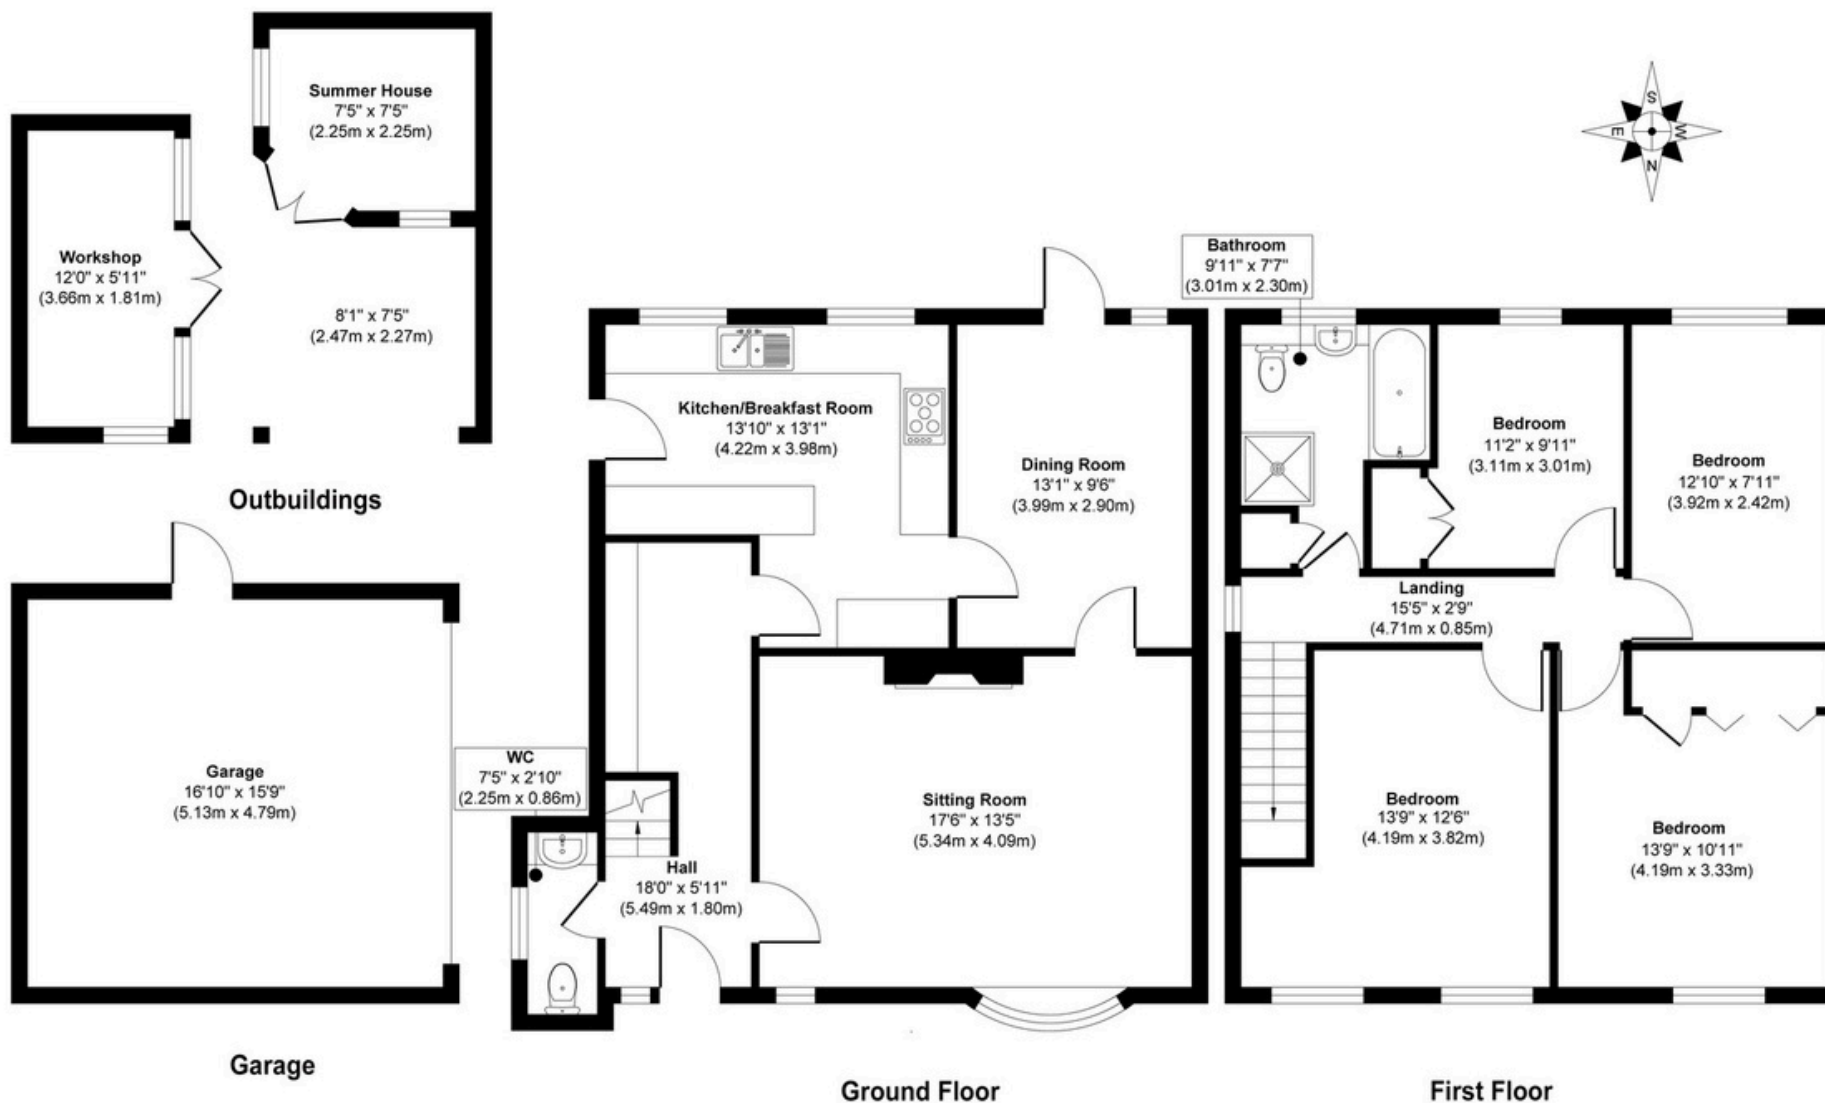 Summer House
7'5" x 7'5"
(2.25m x 2.25m)
S
E
W
N
Workshop
12'0" x 5'11"
(3.66m x 1.81m)
8'1" x 7'5"
(2.47m x 2.27m)
Outbuildings
Garage
16'10" x 15'9"
(5.13m x 4.79m)
Garage
WC
7'5" x 2'10"
(2.25m x 0.86m)
Kitchen/Breakfast Room
13'10" x 13'1"
(4.22m x 3.98m)
Dining Room
13'1" x 9'6"
(3.99m x 2.90m)
Sitting Room
17'6" x 13'5"
(5.34m x 4.09m)
Hall
18'0" x 5'11"
(5.49m x 1.80m)
Ground Floor
Bathroom
9'11" x 7'7"
(3.01m x 2.30m)
Bedroom
11'2" x 9'11"
(3.11m x 3.01m)
Bedroom
12'10" x 7'11"
(3.92m x 2.42m)
Landing
15'5" x 2'9"
(4.71m x 0.85m)
Bedroom
13'9" x 12'6"
(4.19m x 3.82m)
Bedroom
13'9" x 10'11"
(4.19m x 3.33m)
First Floor